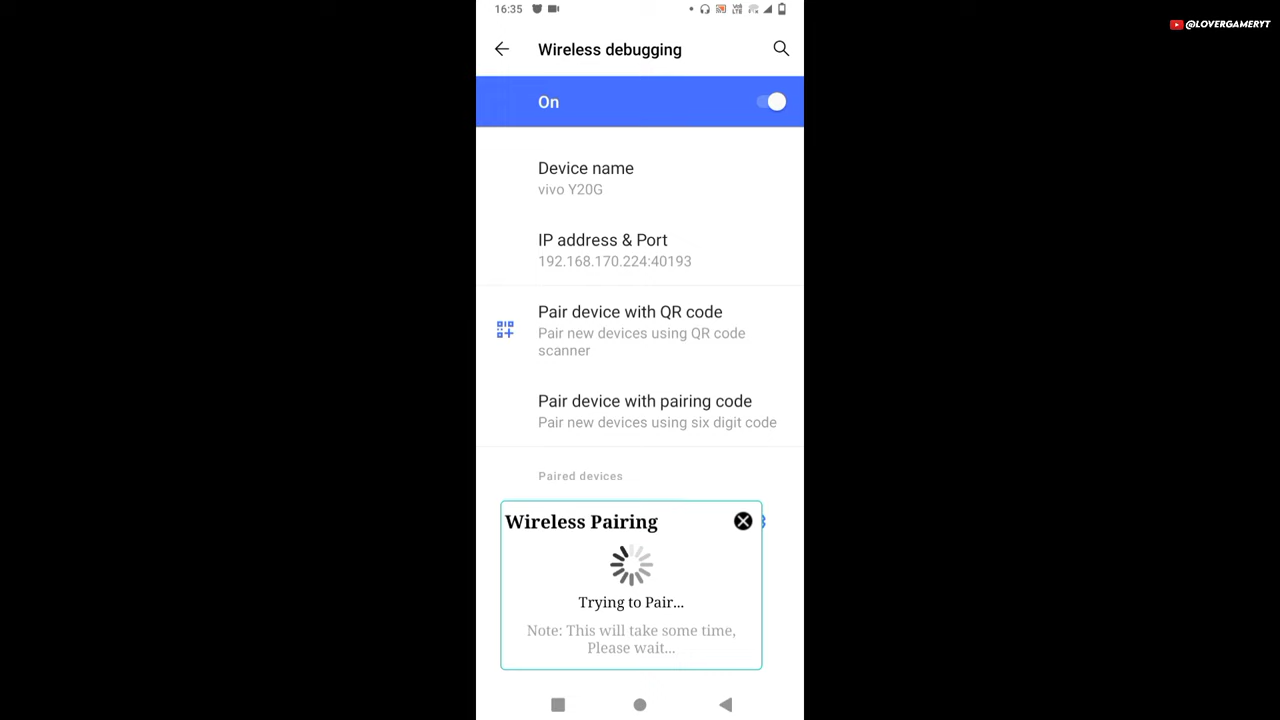 16:35
@LOVERGAMERYT
Wireless debugging
On
Device name
vivo Y20G
IP address & Port
192.168.170.224:40193
Pair device with QR code
Pair new devices using QR code
scanner
Pair device with pairing code
Pair new devices using six digit code
Paired devices
Wireless Pairing
Trying to Pair...
Note: This will take some time,
Please wait...